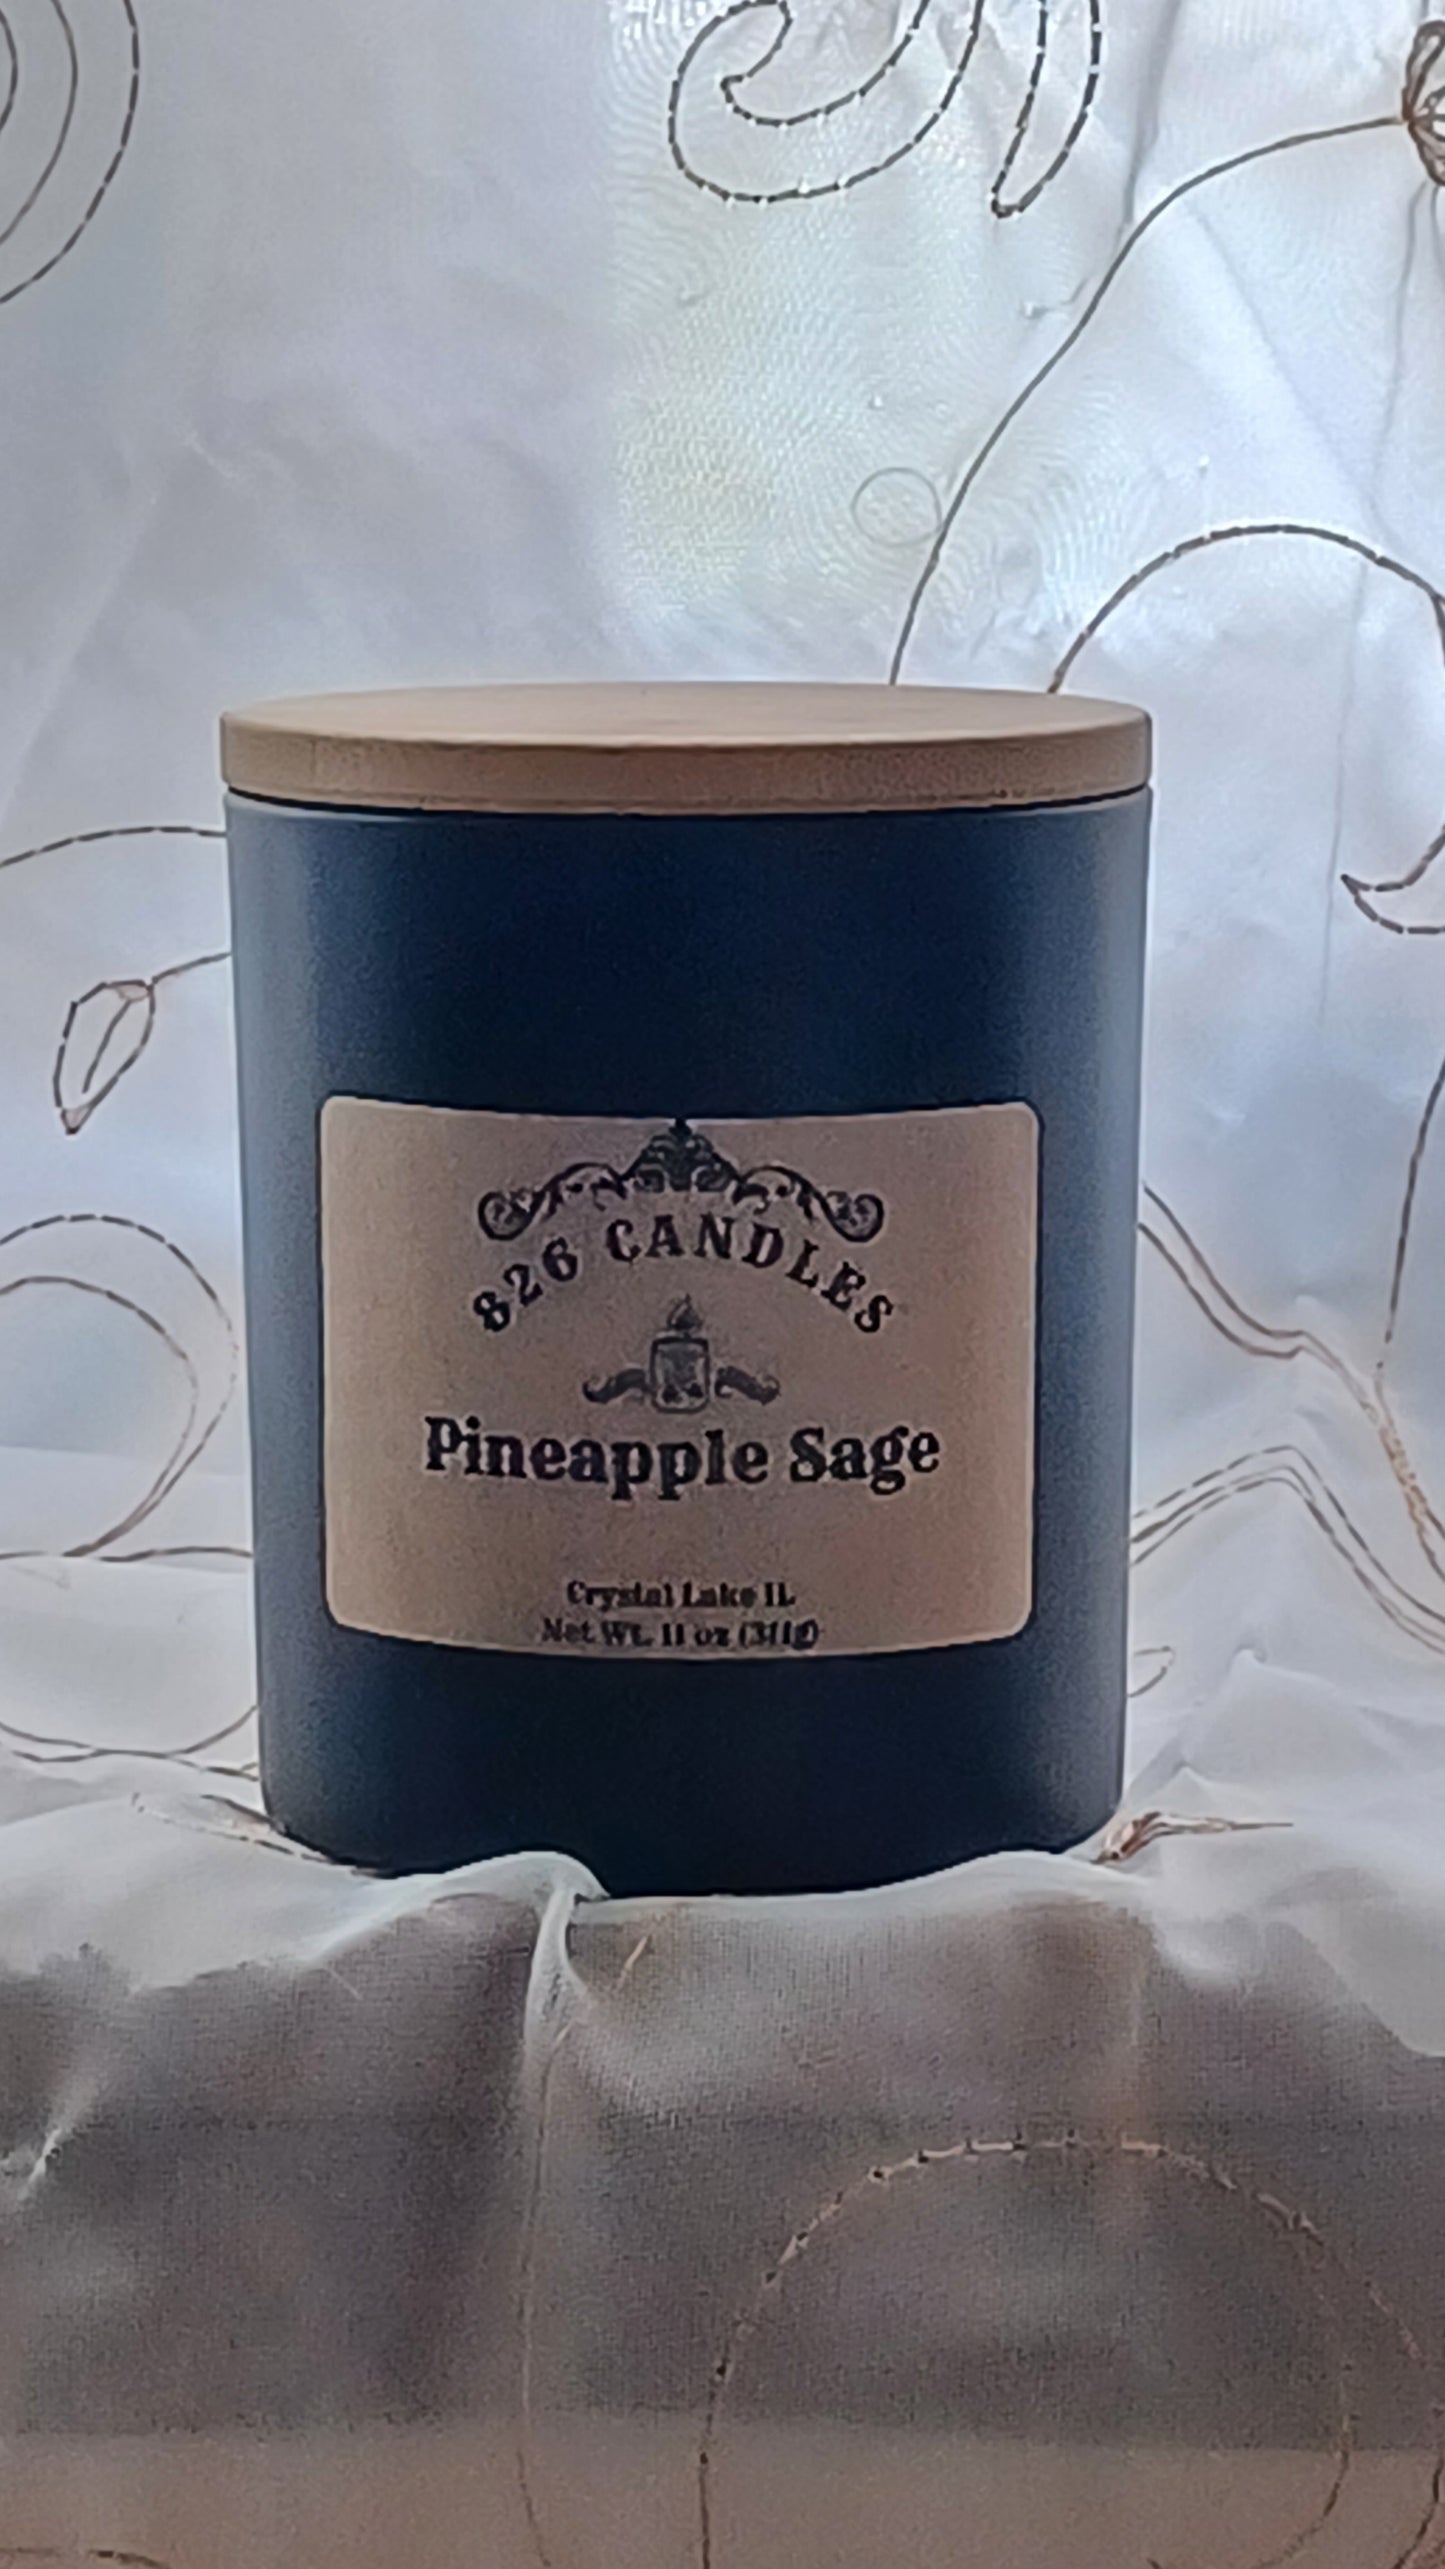 826 CANDLES
Pineapple Sage
Crystal Lake IL
Net Wt. 11 oz (311g)